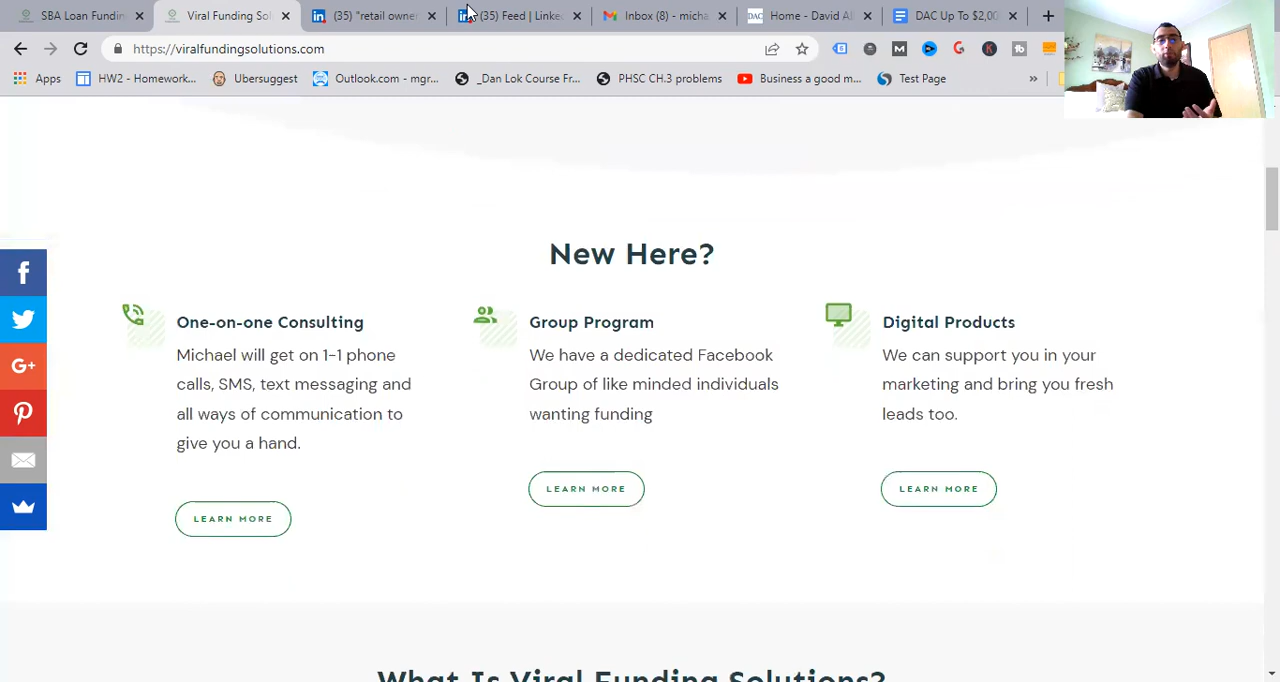 SBA Loan Fundin
Viral Funding Sol
(35) "retail owner
(35) Feed | Linke
Inbox (8) - micha
Home - David Al
DAC Up To $2,00
https://viralfundingsolutions.com
Apps
HW2 - Homework...
Ubersuggest
Outlook.com - mgr...
_Dan Lok Course Fr...
PHSC CH.3 problems
Business a good m...
Test Page
»
New Here?
One-on-one Consulting
Michael will get on 1-1 phone
calls, SMS, text messaging and
all ways of communication to
give you a hand.
LEARN MORE
Group Program
We have a dedicated Facebook
Group of like minded individuals
wanting funding
LEARN MORE
Digital Products
We can support you in your
marketing and bring you fresh
leads too.
LEARN MORE
What Is Viral Funding Solutions?